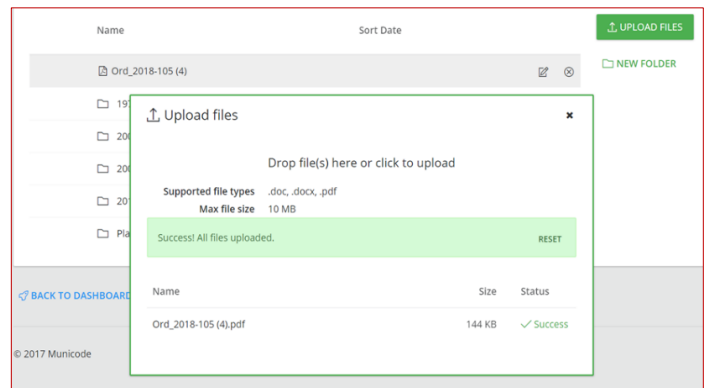 Name Sort Date UPLOAD FILES
Ord_2018-105 (4) NEW FOLDER
Upload files
Drop file(s) here or click to upload
Supported file types .doc, .docx, .pdf
Max file size 10 MB
Success! All files uploaded. RESET
BACK TO DASHBOARD
Name Size Status
Ord_2018-105 (4).pdf 144 KB Success
© 2017 Municode